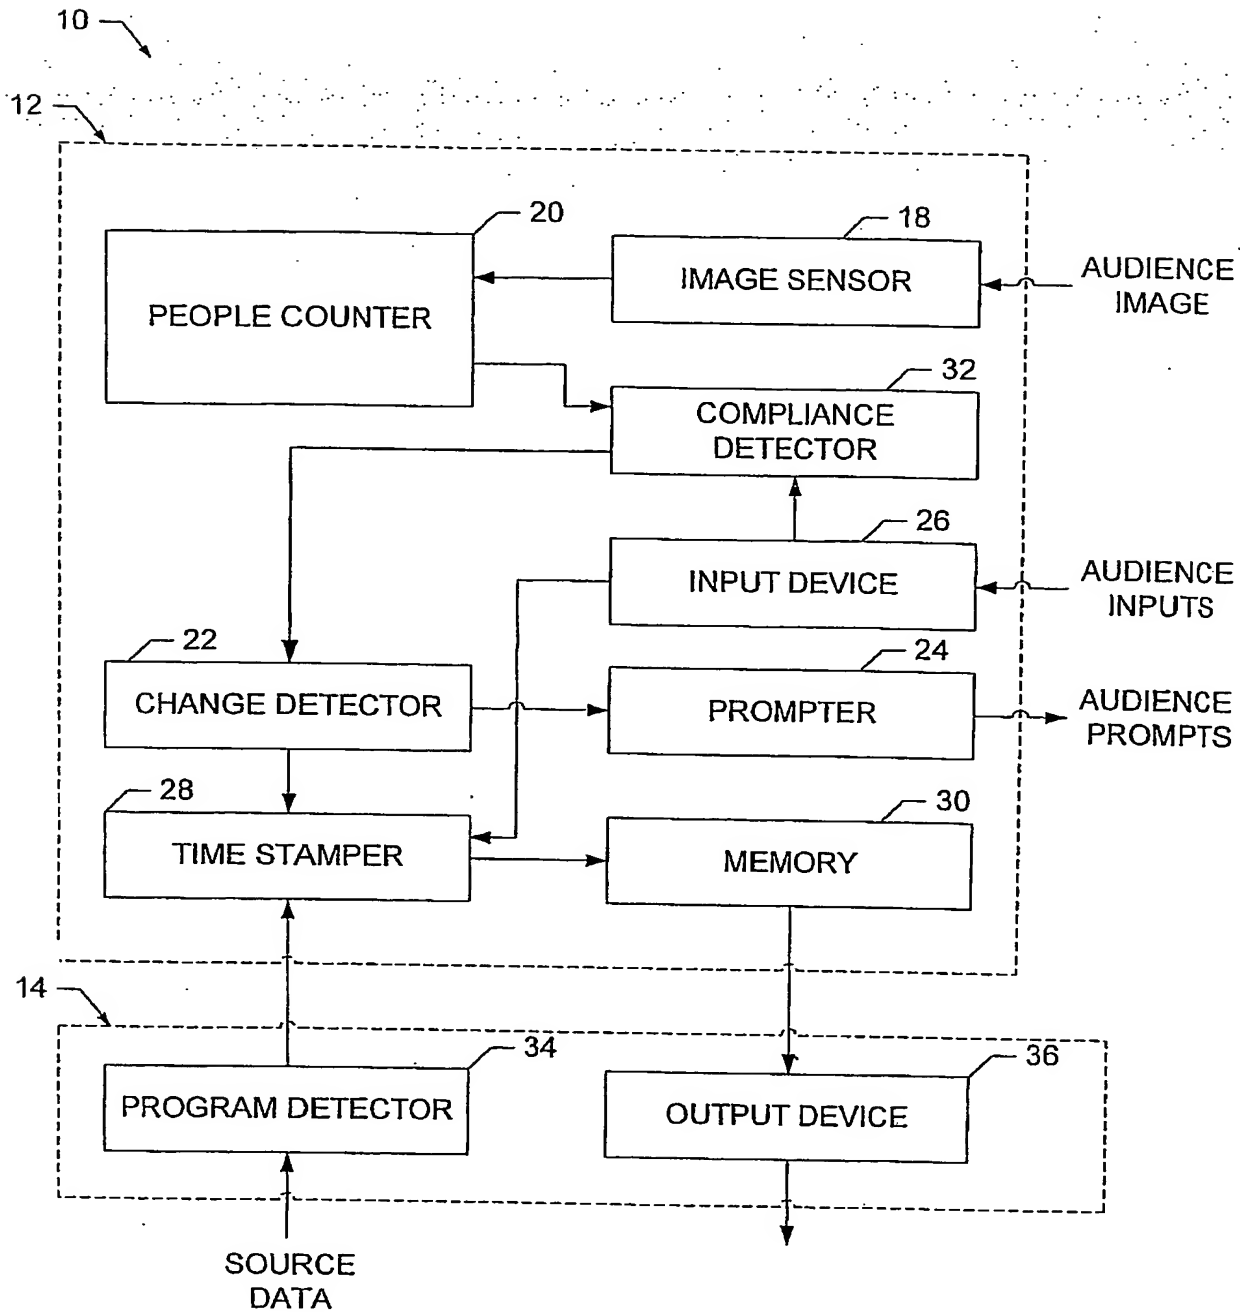 10
12
20
18
PEOPLE COUNTER
IMAGE SENSOR
AUDIENCE
IMAGE
32
COMPLIANCE
DETECTOR
26
INPUT DEVICE
AUDIENCE
INPUTS
22
24
CHANGE DETECTOR
PROMPTER
AUDIENCE
PROMPTS
28
30
TIME STAMPER
MEMORY
14
34
36
PROGRAM DETECTOR
OUTPUT DEVICE
SOURCE
DATA